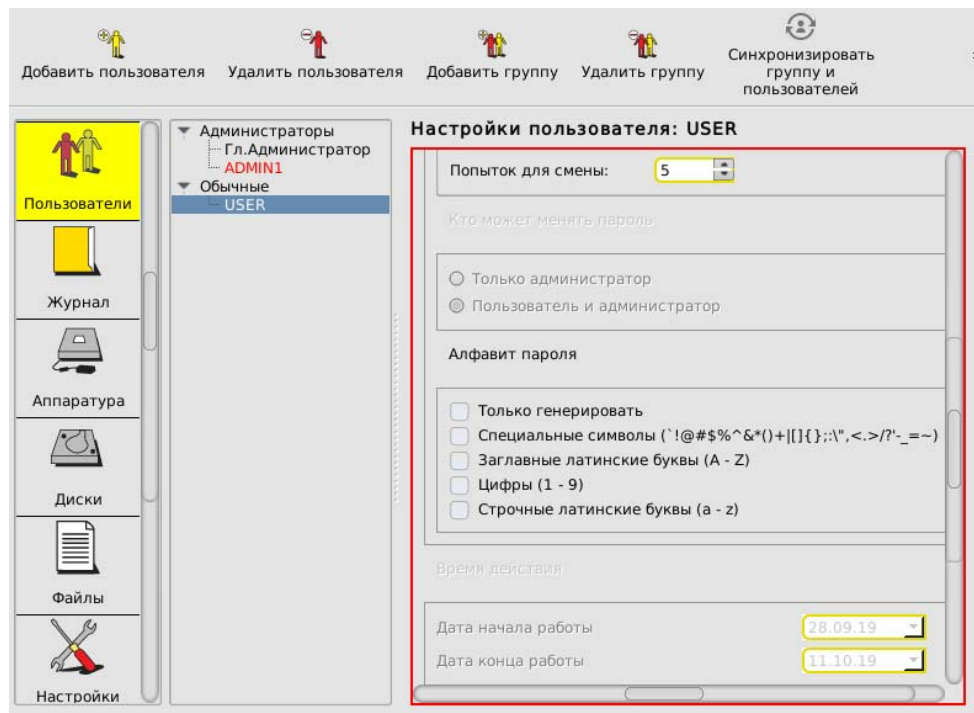 Добавить пользователя
Удалить пользователя
Добавить группу
Удалить группу
Синхронизировать
группу и
пользователей
Пользователи
Журнал
Аппаратура
Диски
Файлы
Настройки
Администраторы
Гл.Администратор
ADMIN1
Обычные
USER
Настройки пользователя: USER
Попыток для смены: 5
Кто может менять пароль:
Только администратор
Пользователь и администратор
Алфавит пароля
Только генерировать
Специальные символы (`!@#$%^&*()+|[]{};:\",<.>/?'-_=~)
Заглавные латинские буквы (A - Z)
Цифры (1 - 9)
Строчные латинские буквы (a - z)
Время действия
Дата начала работы 28.09.19
Дата конца работы 11.10.19